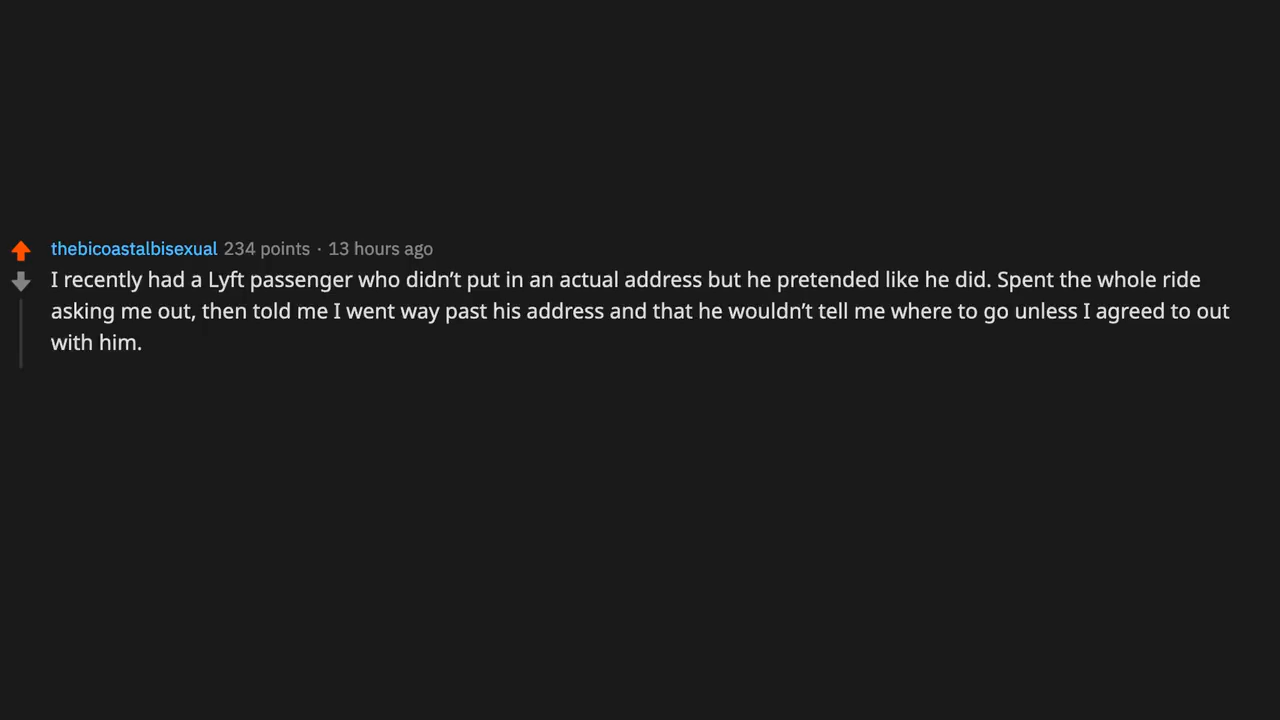 thebicoastalbisexual 234 points · 13 hours ago
I recently had a Lyft passenger who didn’t put in an actual address but he pretended like he did. Spent the whole ride
asking me out, then told me I went way past his address and that he wouldn’t tell me where to go unless I agreed to out
with him.